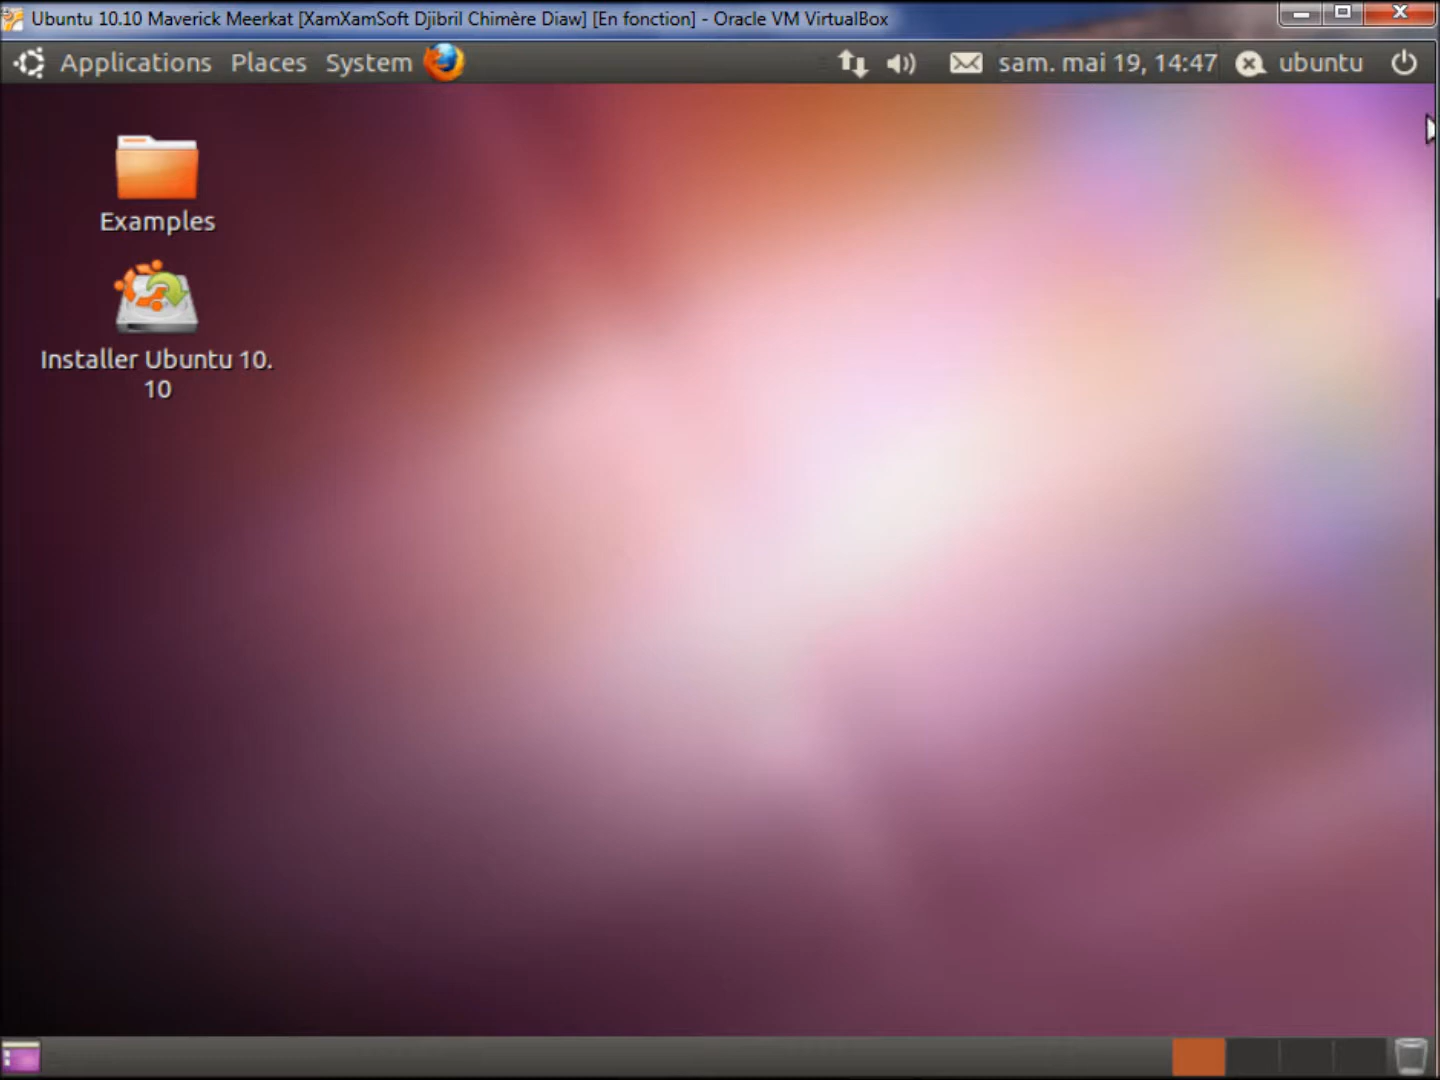 Ubuntu 10.10 Maverick Meerkat [XamXamSoft Djibril Chimère Diaw] [En fonction] - Oracle VM VirtualBox
Applications Places System sam. mai 19, 14:47 ubuntu
Examples
Installer Ubuntu 10.
10